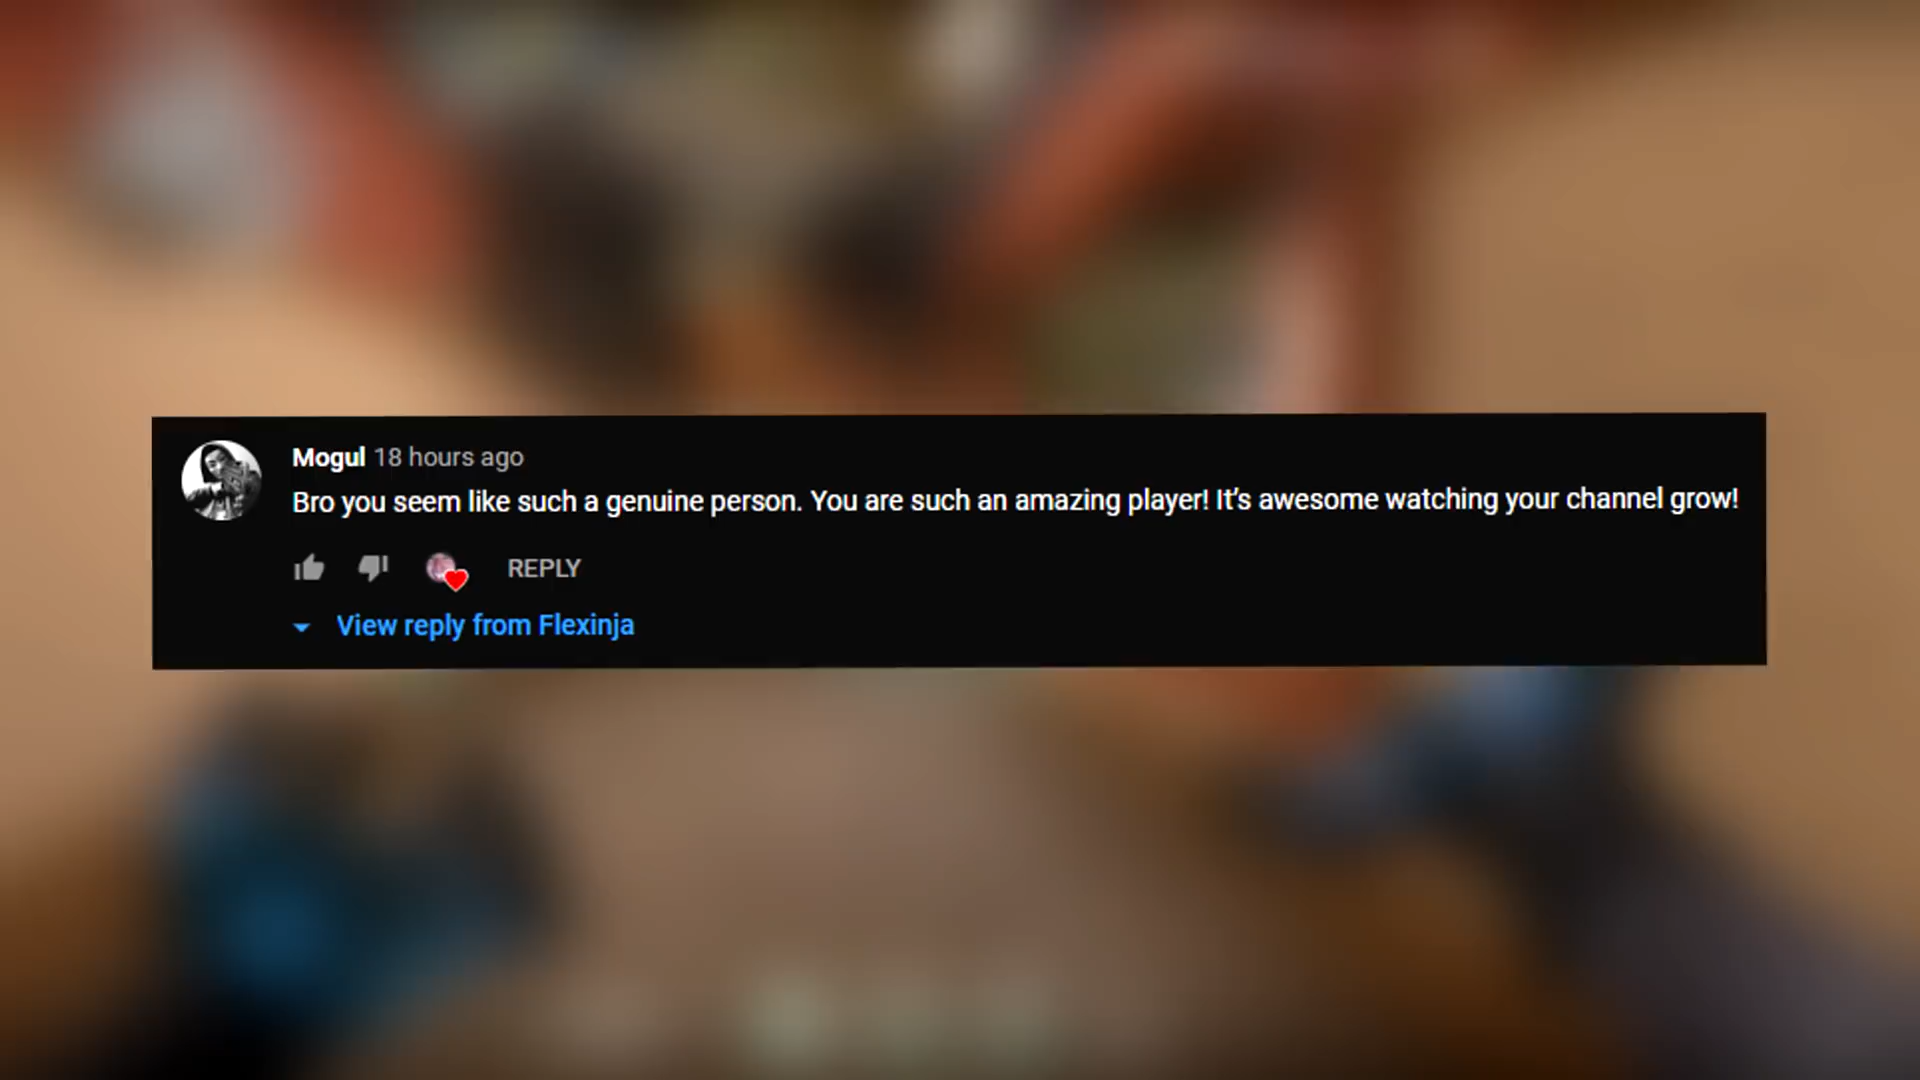 Mogul 18 hours ago
Bro you seem like such a genuine person. You are such an amazing player! It's awesome watching your channel grow!
REPLY
View reply from Flexinja